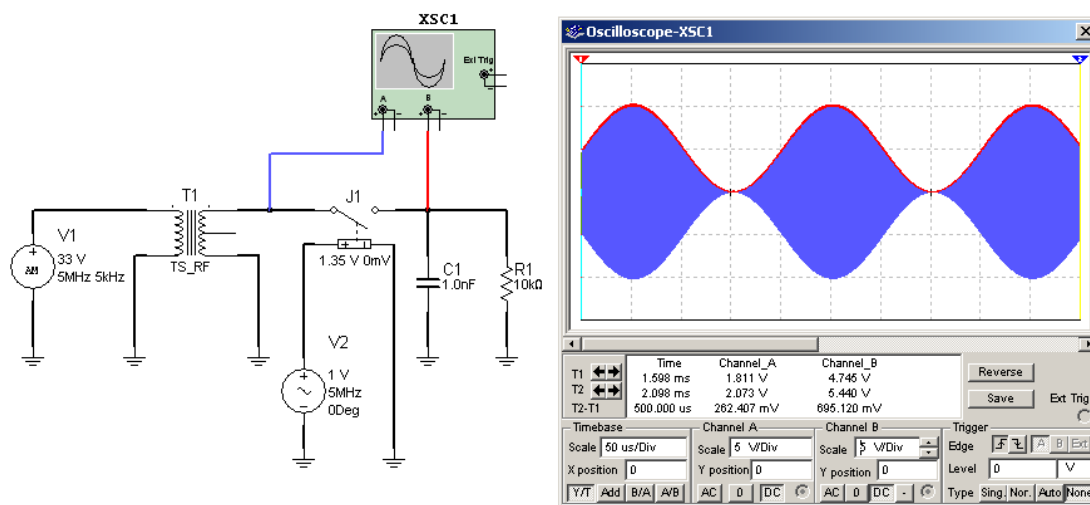 XSC1
Ext Trig
A
B
T1
TS_RF
V1
33 V
AM
5MHz 5kHz
J1
1.35 V 0mV
V2
1 V
5MHz
0Deg
C1
1.0nF
R1
10kΩ
Oscilloscope-XSC1
1
2
Time Channel_A Channel_B
T1 1.598 ms 1.811 V 4.745 V
T2 2.098 ms 2.073 V 5.440 V
T2-T1 500.000 us 262.407 mV 695.120 mV
Reverse
Save
Ext Trig
Timebase
Scale 50 us/Div
X position 0
Y/T Add B/A A/B
Channel A
Scale 5 V/Div
Y position 0
AC 0 DC
Channel B
Scale 5 V/Div
Y position 0
AC 0 DC -
Trigger
Edge A B Ext
Level 0 V
Type Sing. Nor. Auto None